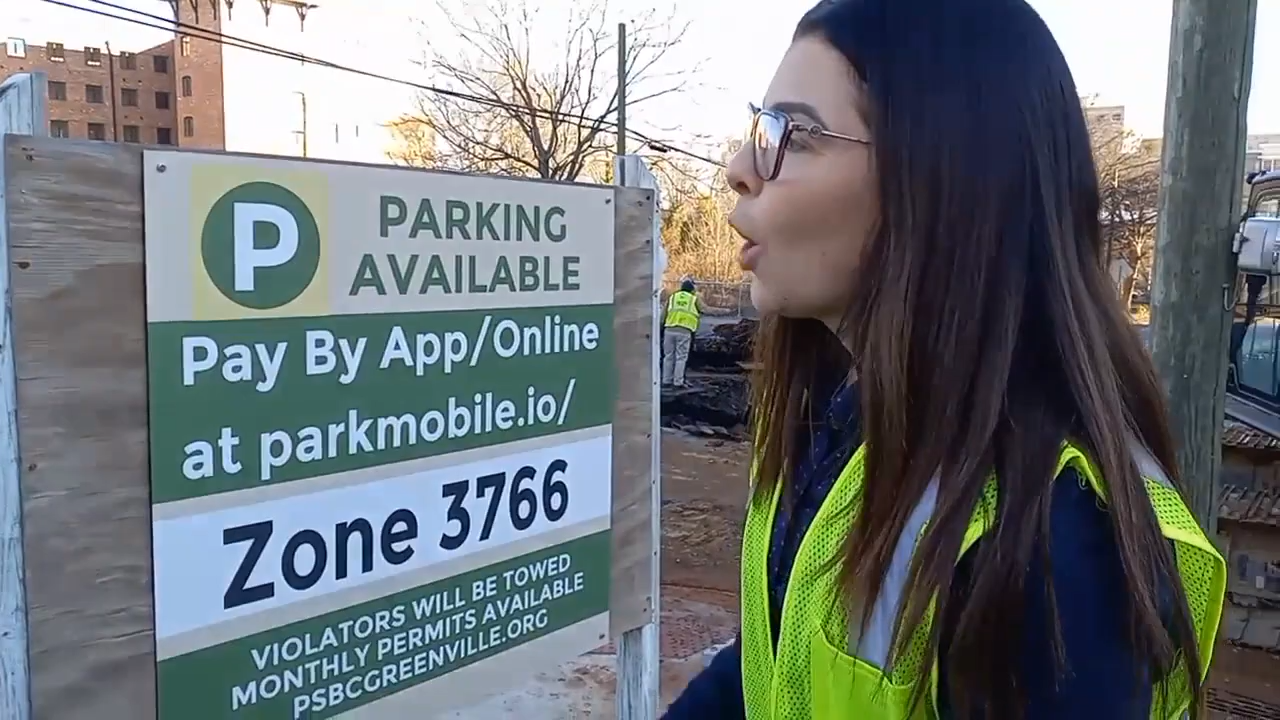 P
PARKING
AVAILABLE
Pay By App/Online
at parkmobile.io/
Zone 3766
VIOLATORS WILL BE TOWED
MONTHLY PERMITS AVAILABLE
PSBCGREENVILLE.ORG